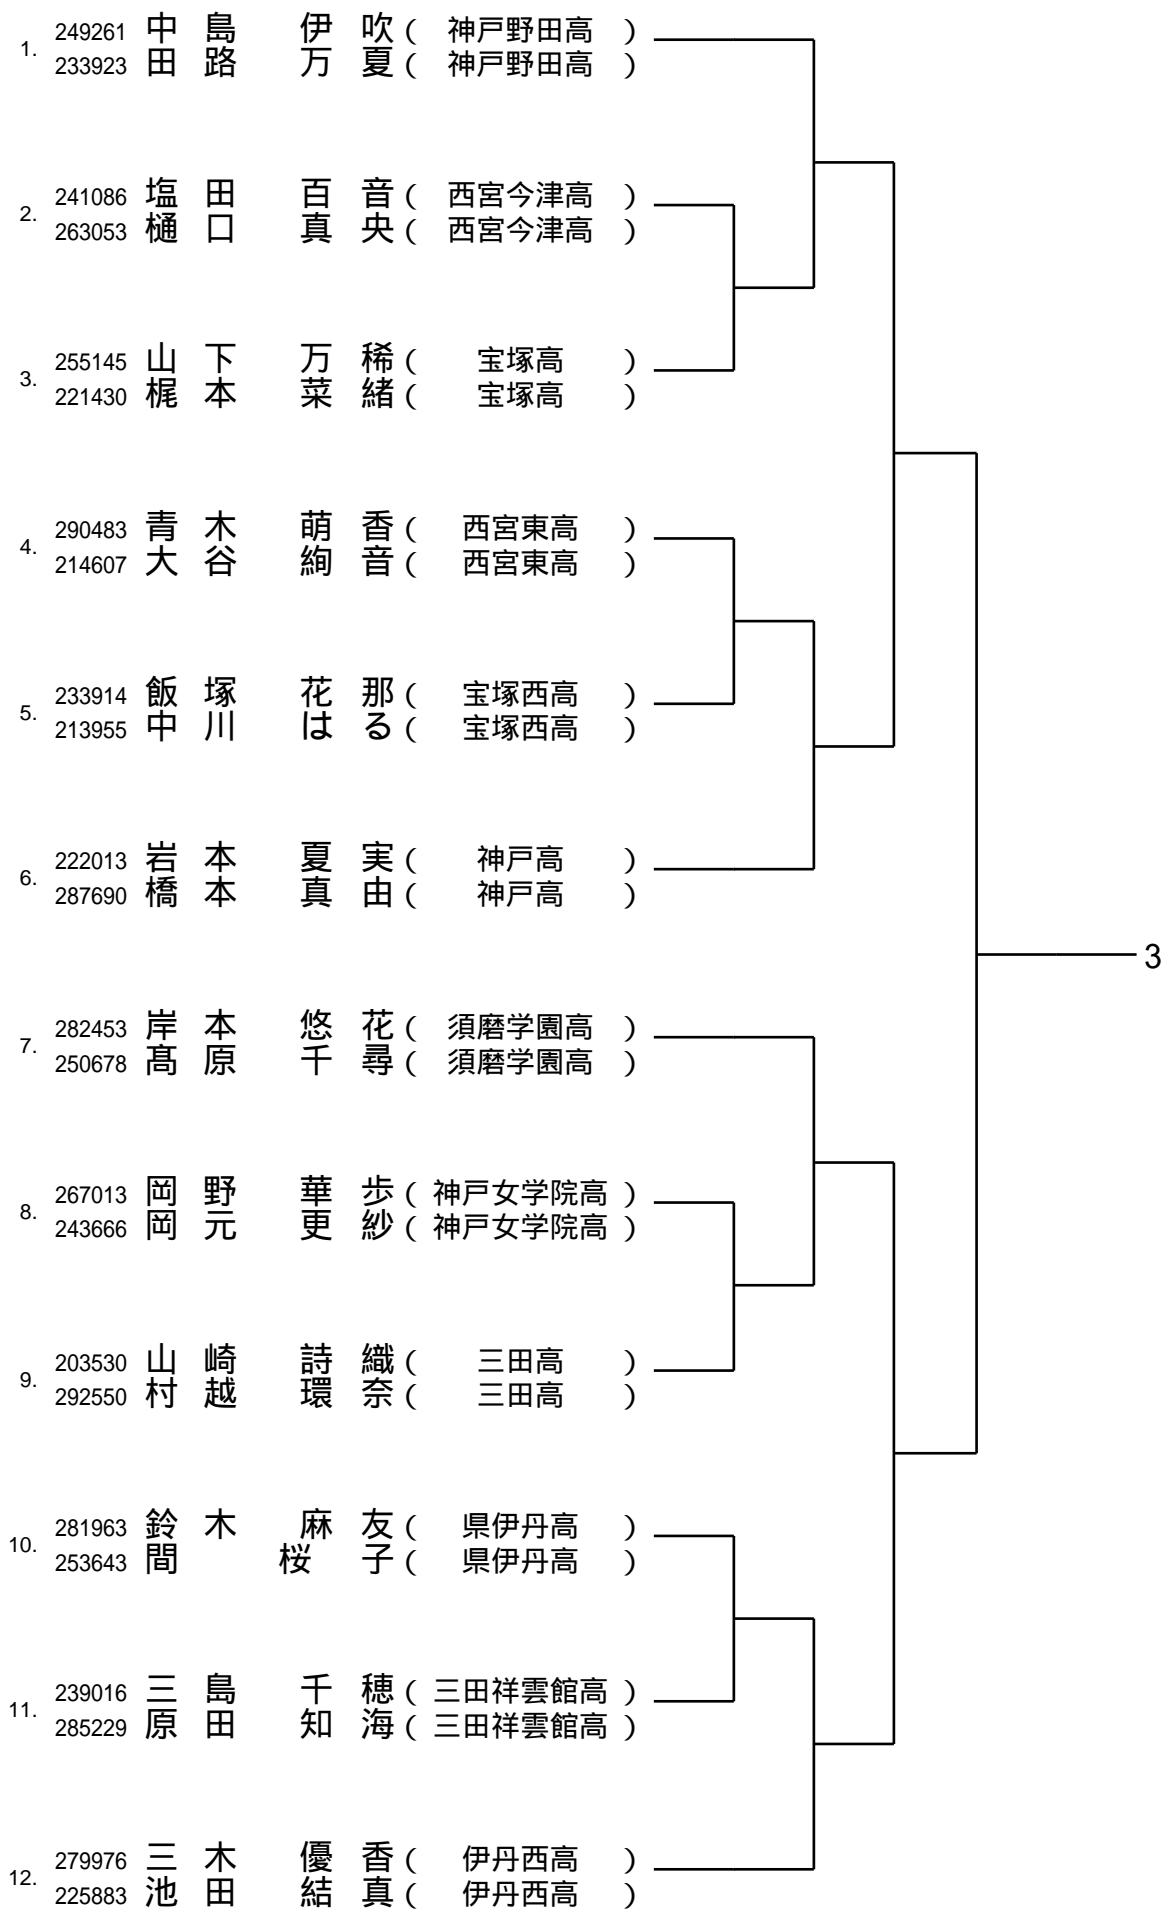 1. 249261 中島 伊吹 ( 神戸野田高 )
233923 田路 万夏 ( 神戸野田高 )
2. 241086 塩田 百音 ( 西宮今津高 )
263053 樋口 真央 ( 西宮今津高 )
3. 255145 山下 万稀 ( 宝塚高 )
221430 梶本 菜緒 ( 宝塚高 )
4. 290483 青木 萌香 ( 西宮東高 )
214607 大谷 絢音 ( 西宮東高 )
5. 233914 飯塚 花那 ( 宝塚西高 )
213955 中川 はる ( 宝塚西高 )
6. 222013 岩本 夏実 ( 神戸高 )
287690 橋本 真由 ( 神戸高 )
3
7. 282453 岸本 悠花 ( 須磨学園高 )
250678 髙原 千尋 ( 須磨学園高 )
8. 267013 岡野 華歩 ( 神戸女学院高 )
243666 岡元 更紗 ( 神戸女学院高 )
9. 203530 山崎 詩織 ( 三田高 )
292550 村越 環奈 ( 三田高 )
10. 281963 鈴木 麻友 ( 県伊丹高 )
253643 間 桜子 ( 県伊丹高 )
11. 239016 三島 千穂 ( 三田祥雲館高 )
285229 原田 知海 ( 三田祥雲館高 )
12. 279976 三木 優香 ( 伊丹西高 )
225883 池田 結真 ( 伊丹西高 )